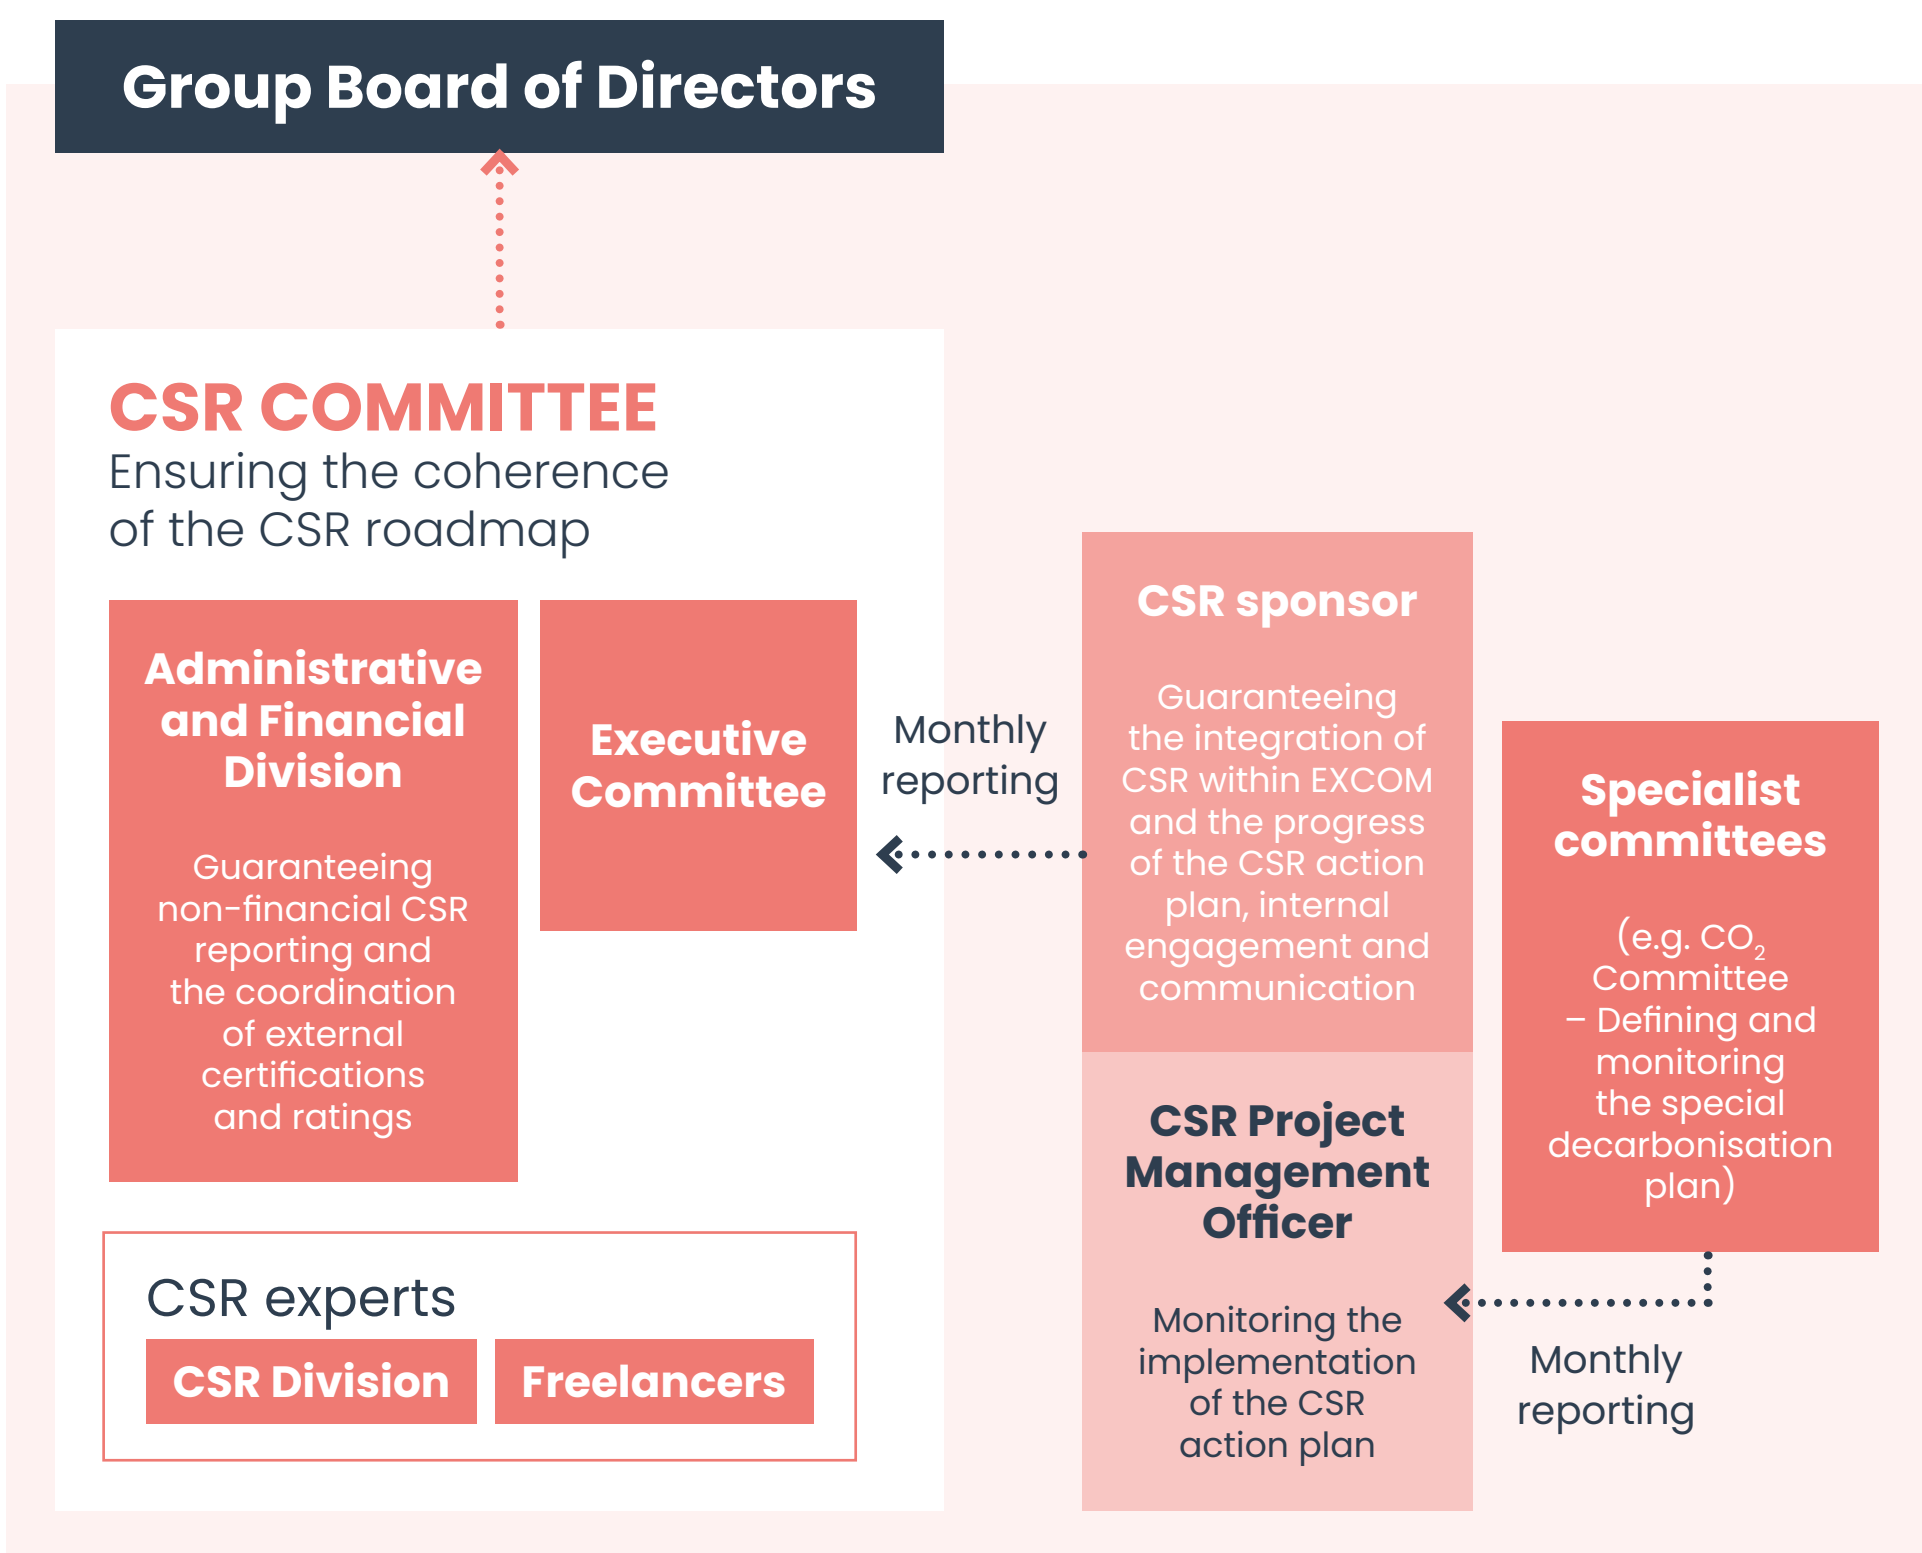 Group Board of Directors
CSR COMMITTEE
Ensuring the coherence
of the CSR roadmap
Administrative
and Financial
Division
Guaranteeing
non-financial CSR
reporting and
the coordination
of external
certifications
and ratings
Executive
Committee
CSR experts
CSR Division
Freelancers
Monthly
reporting
CSR sponsor
Guaranteeing
the integration of
CSR within EXCOM
and the progress
of the CSR action
plan, internal
engagement and
communication
CSR Project
Management
Officer
Monitoring the
implementation
of the CSR
action plan
Specialist
committees
(e.g. CO₂
Committee
– Defining and
monitoring
the special
decarbonisation
plan)
Monthly
reporting